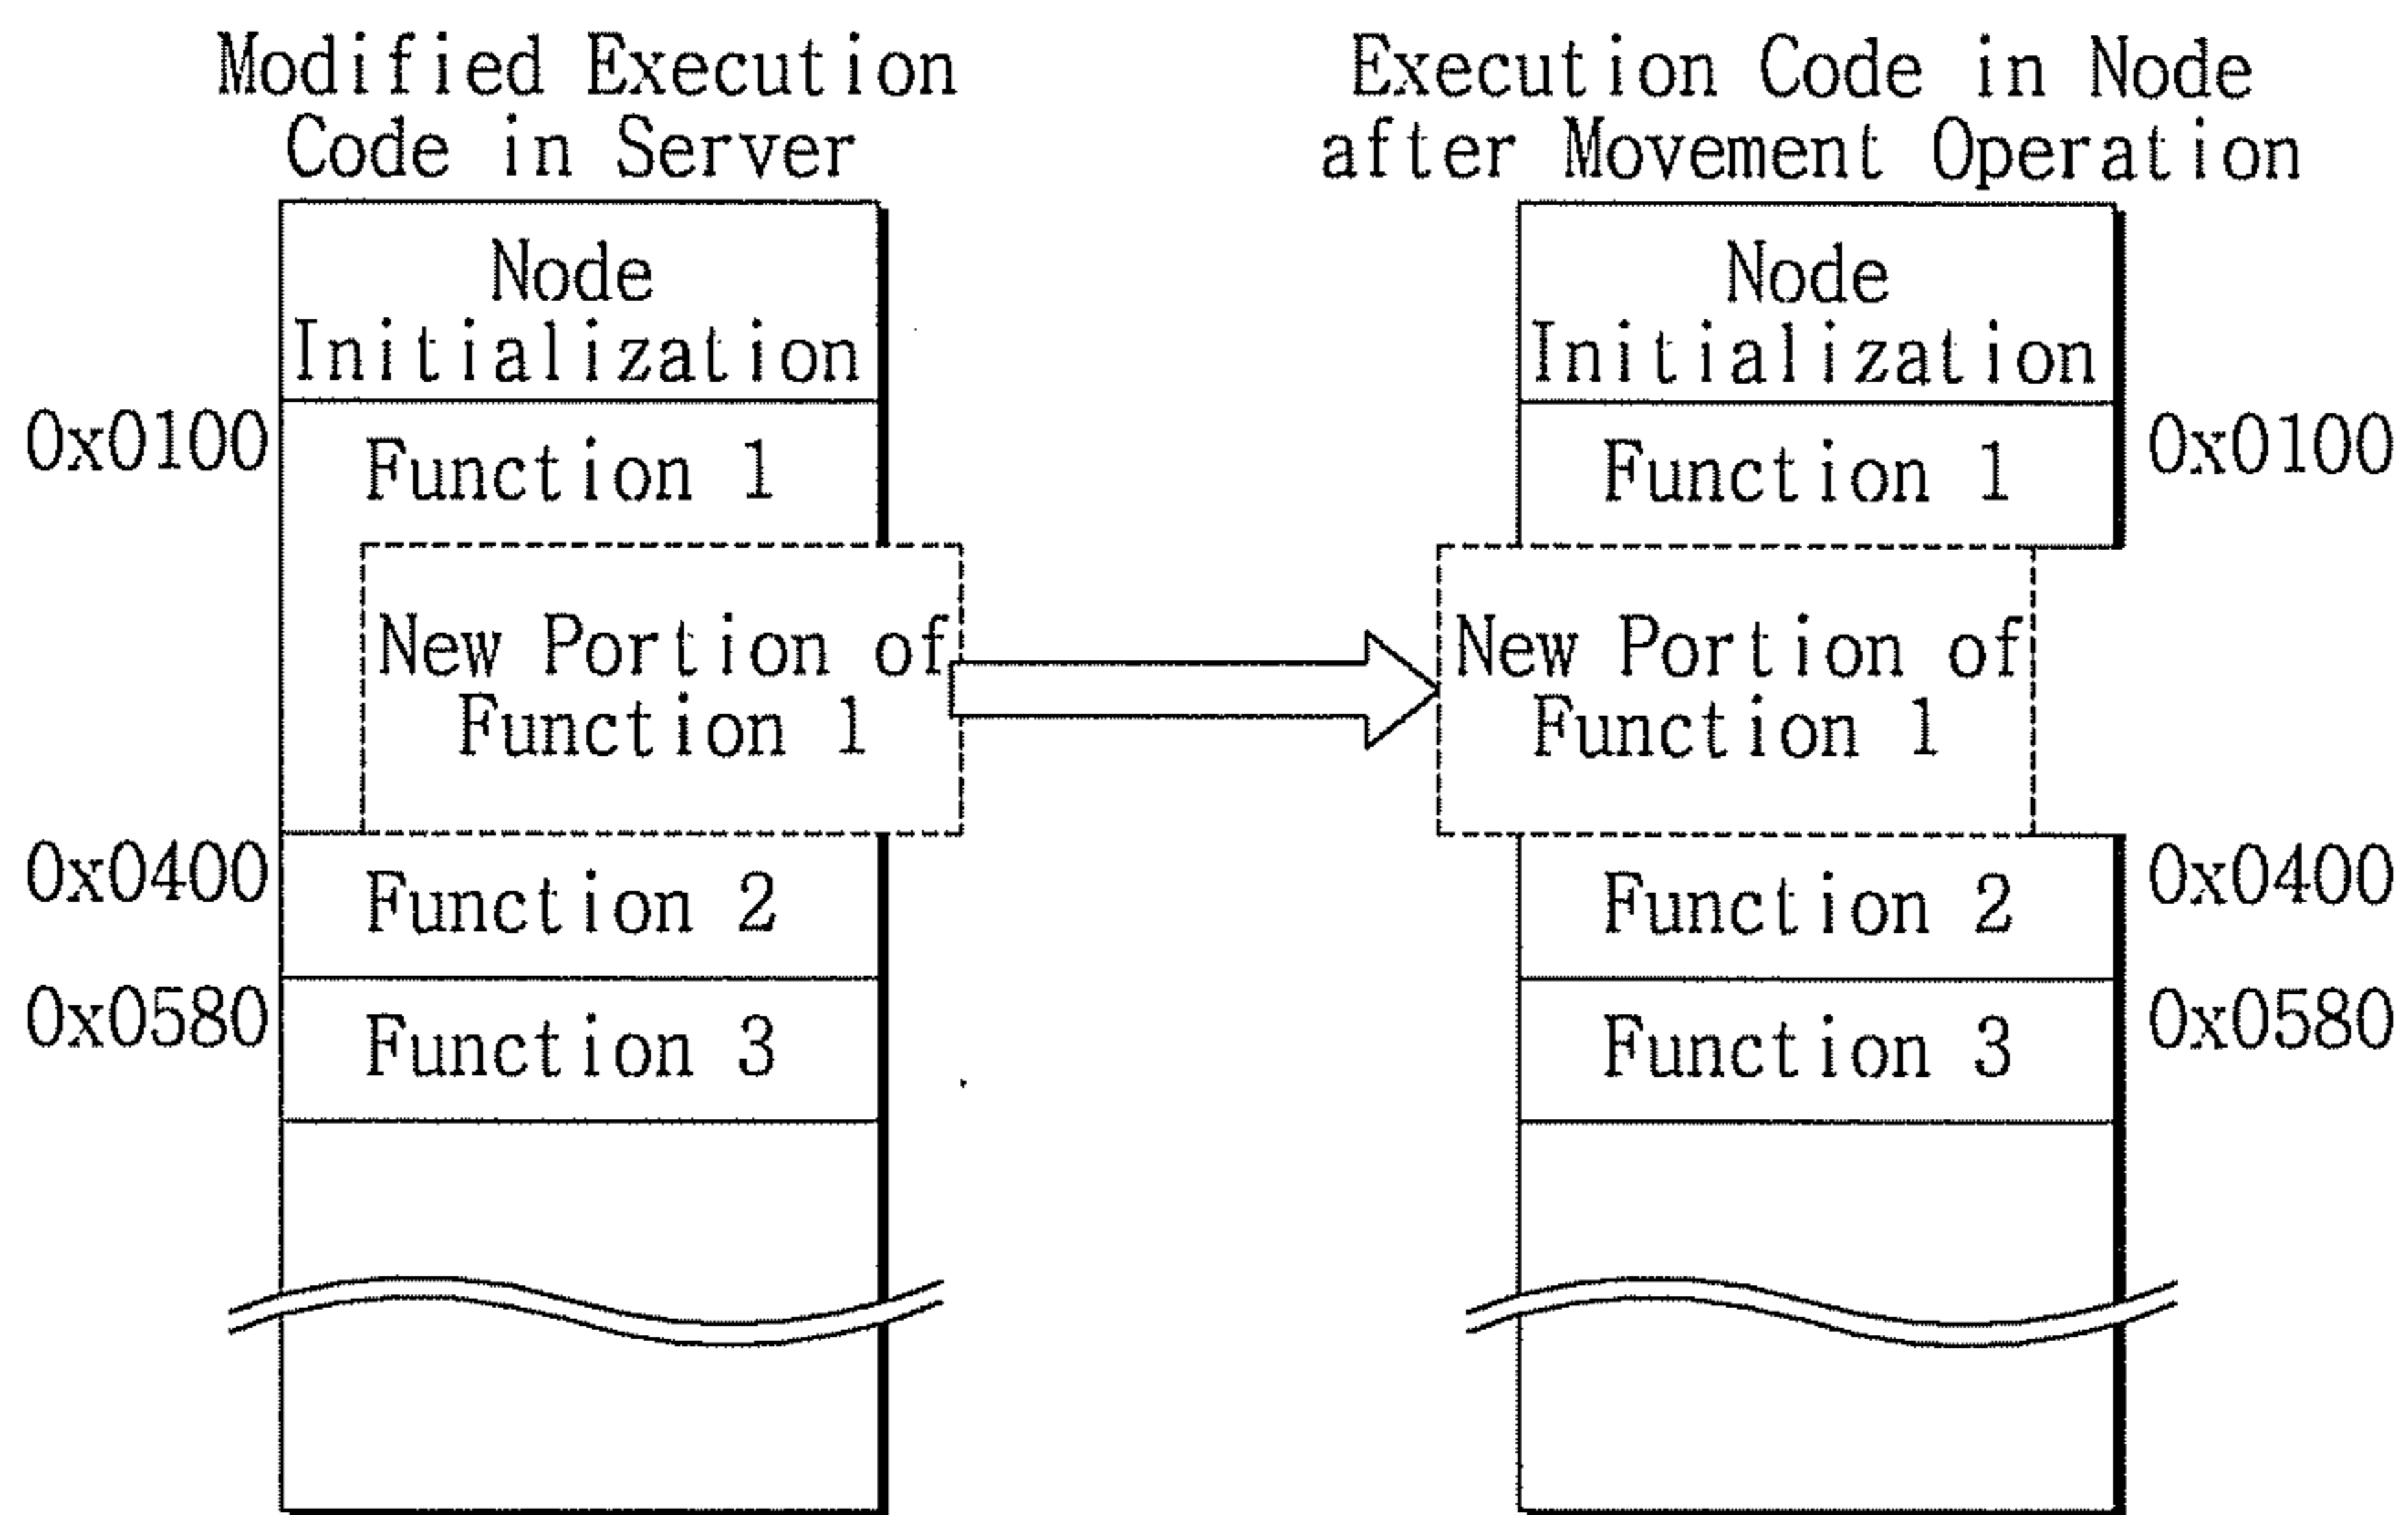 Modified Execution
Code in Server
Node
Initialization
0x0100
Function 1
New Portion of
Function 1
0x0400
Function 2
0x0580
Function 3
Execution Code in Node
after Movement Operation
Node
Initialization
Function 1
0x0100
New Portion of
Function 1
Function 2
0x0400
Function 3
0x0580